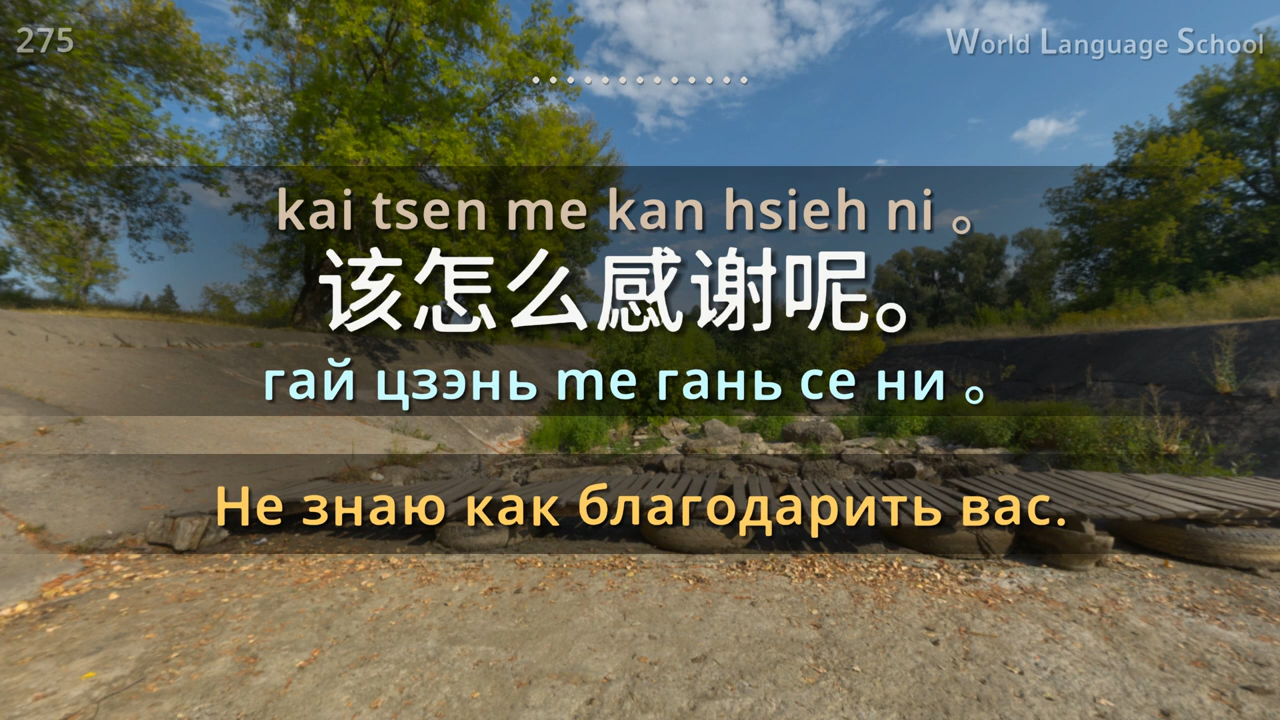 275
World Language School
kai tsen me kan hsieh ni 。
该怎么感谢呢。
гай цзэнь me гань се ни 。
Не знаю как благодарить вас.